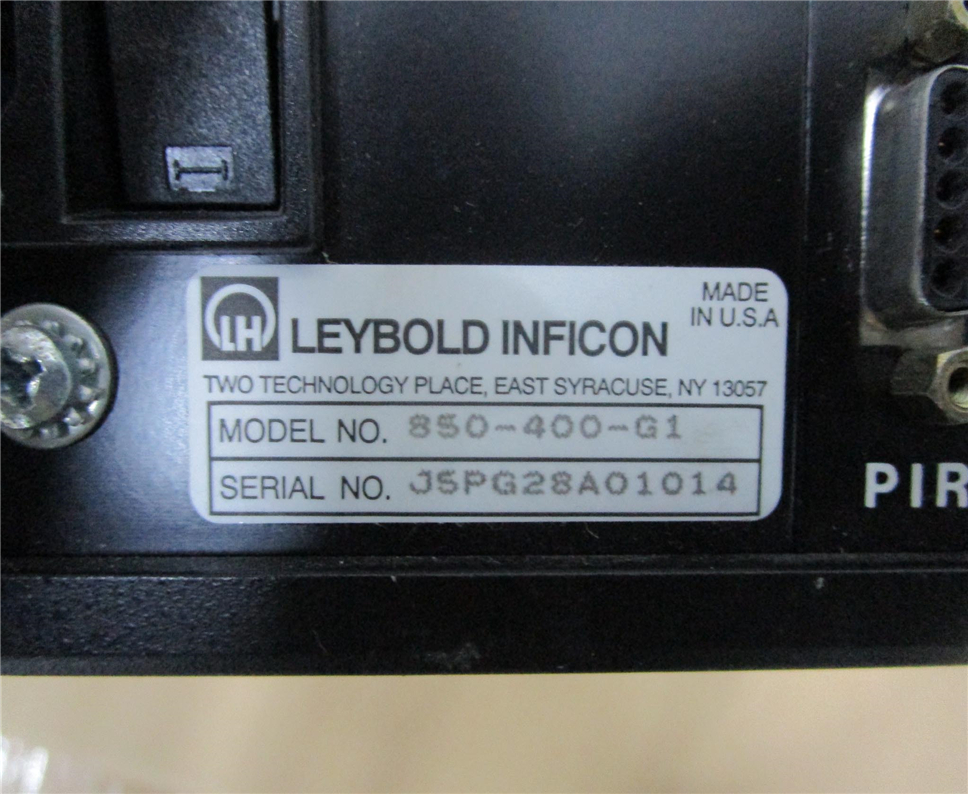 MADE
IN U.S.A
LH
LEYBOLD INFICON
TWO TECHNOLOGY PLACE, EAST SYRACUSE, NY 13057
MODEL NO. 850-400-G1
SERIAL NO. J5PG28A01014
PIR